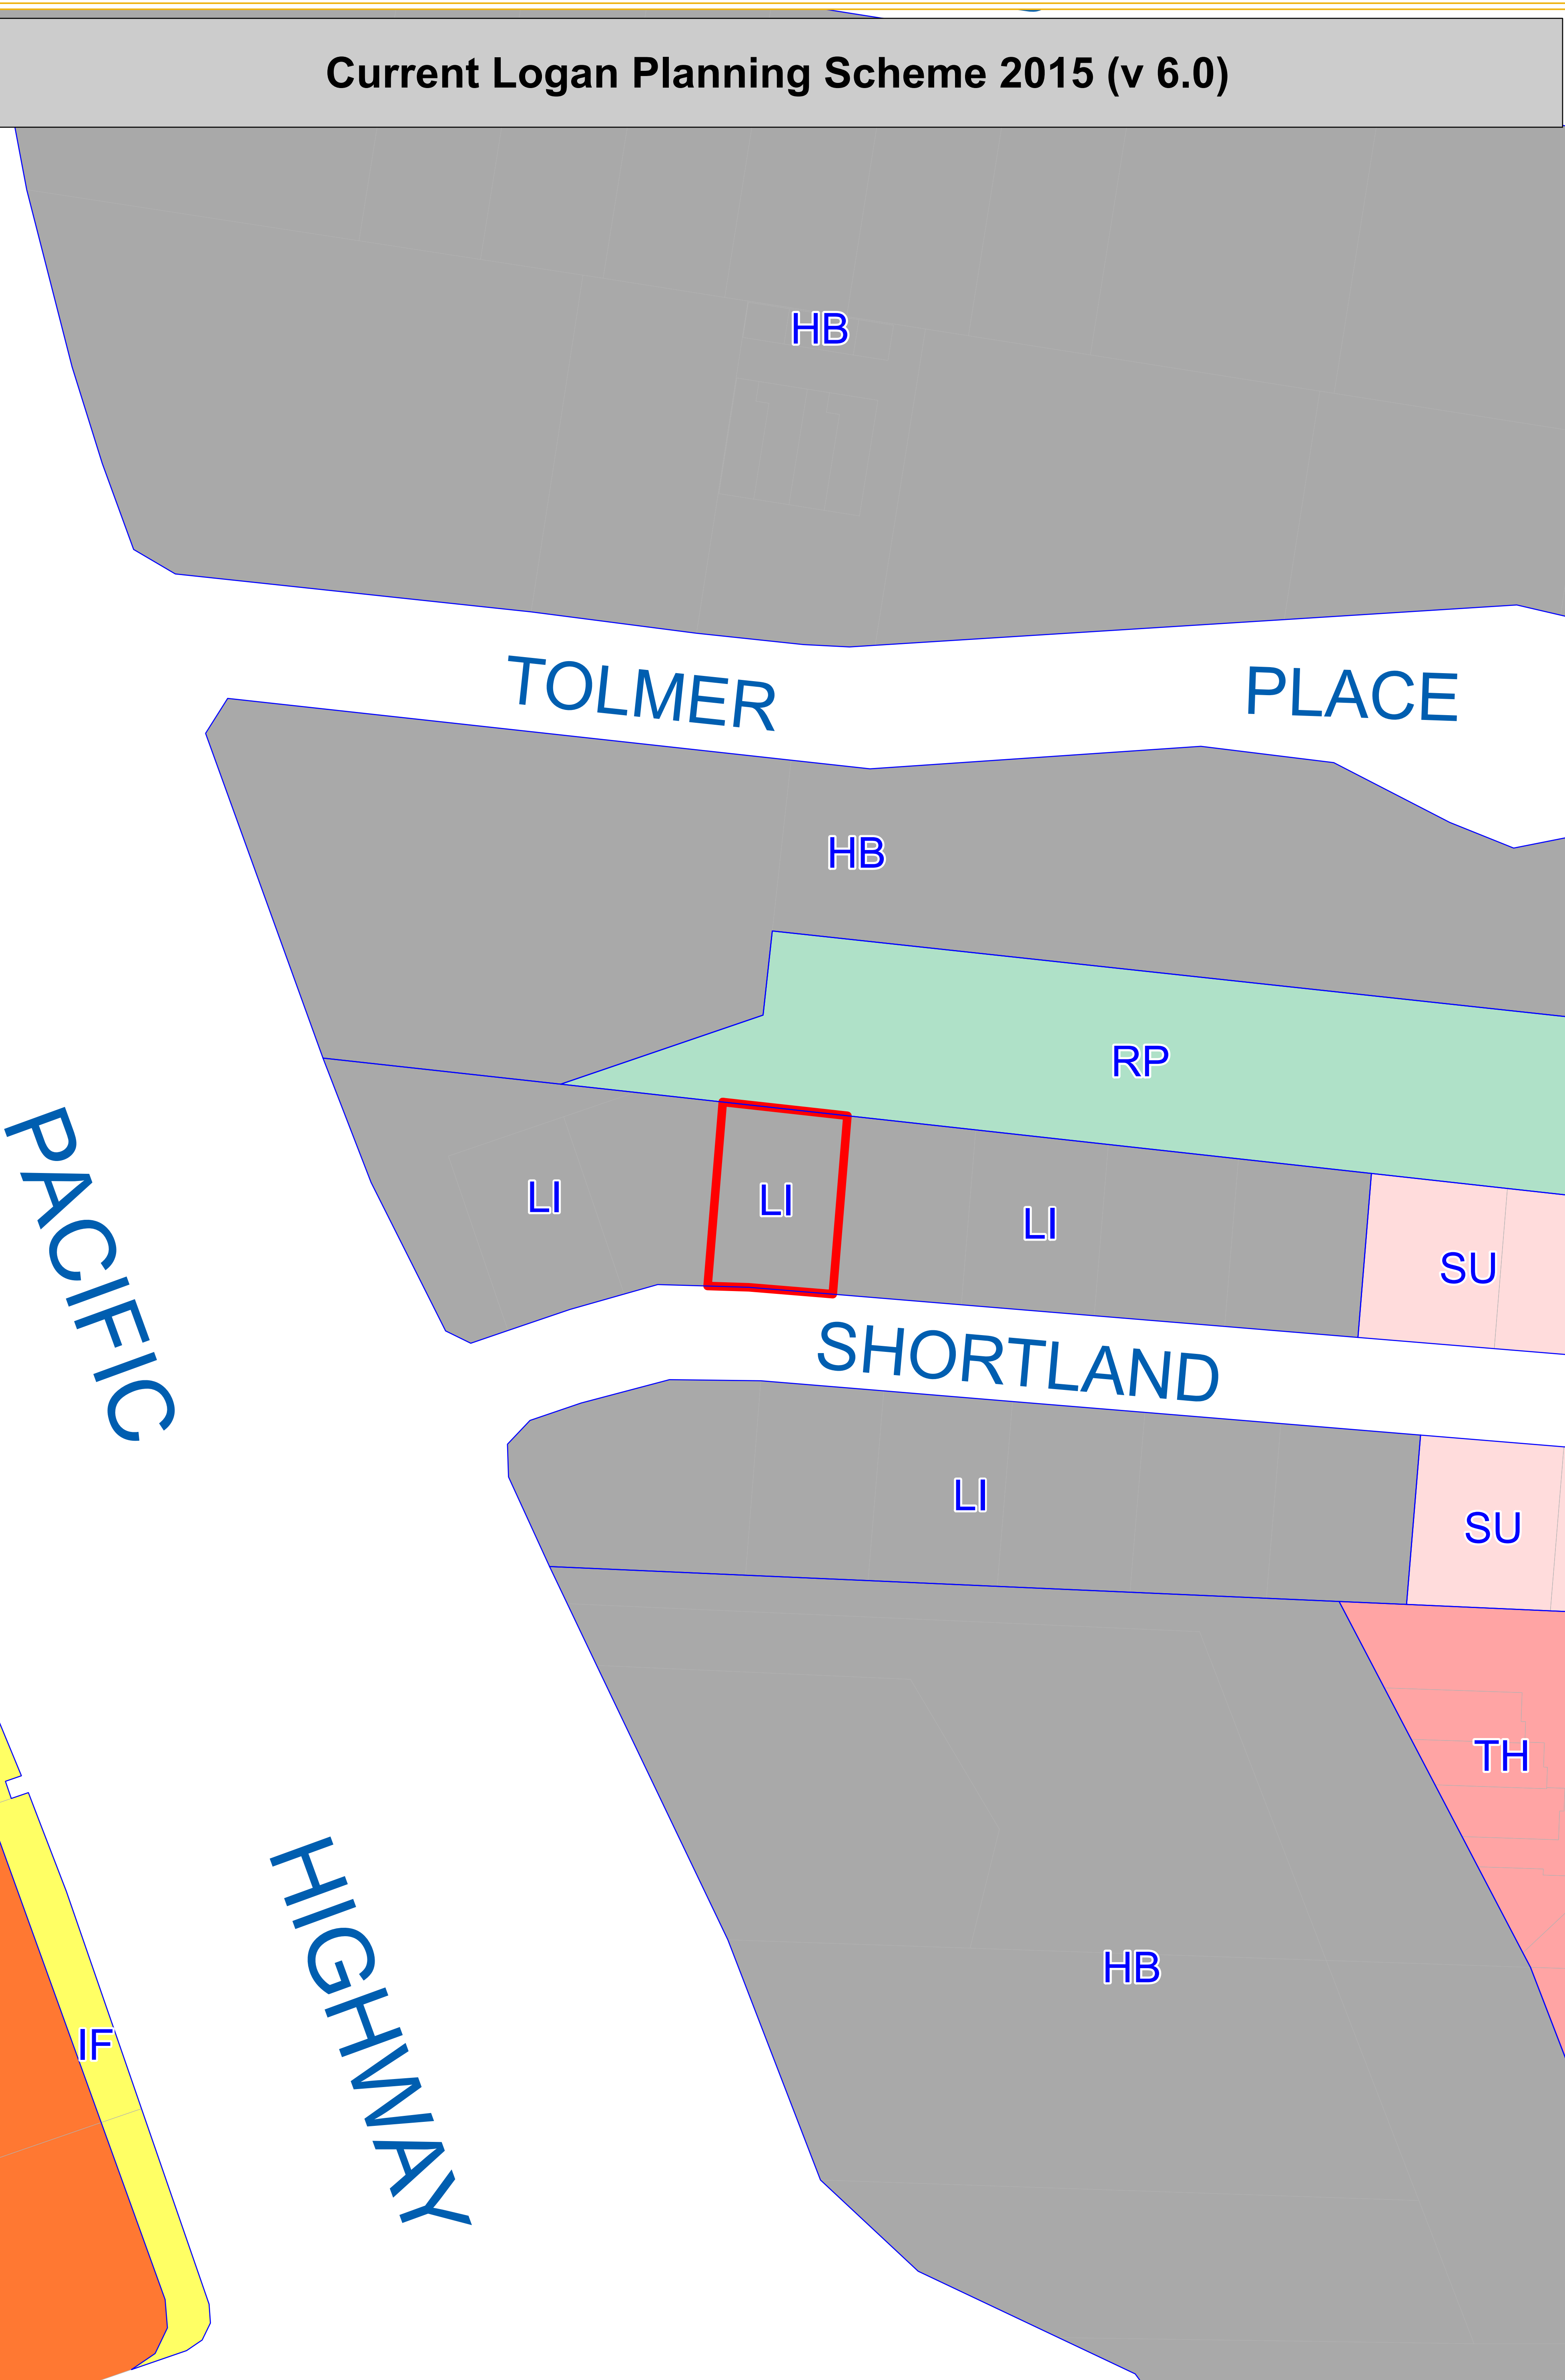 Current Logan Planning Scheme 2015 (v 6.0)
HB
TOLMER PLACE
HB
RP
LI
LI
LI
SU
PACIFIC
SHORTLAND
LI
SU
TH
HIGHWAY
HB
IF